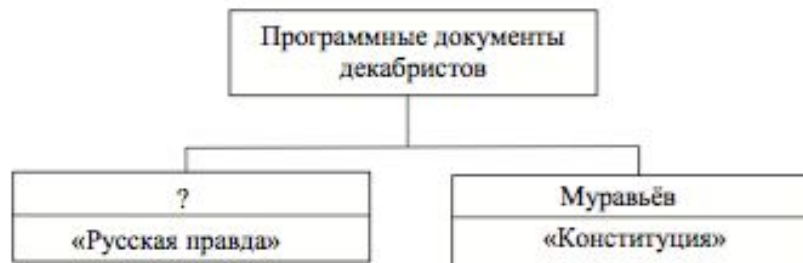 Программные документы
декабристов
?
«Русская правда»
Муравьёв
«Конституция»